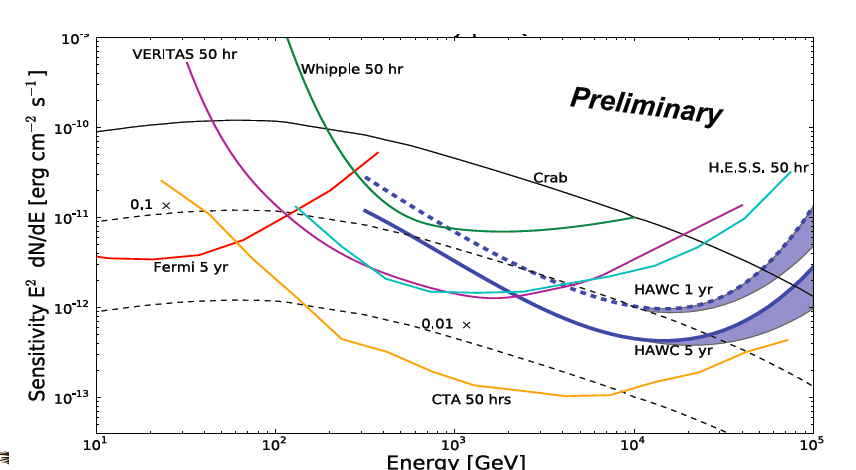 10⁻⁹
VERITAS 50 hr
Whipple 50 hr
Preliminary
10⁻¹⁰
Crab
H.E.S.S. 50 hr
0.1 ×
10⁻¹¹
Fermi 5 yr
HAWC 1 yr
10⁻¹²
0.01 ×
HAWC 5 yr
10⁻¹³
CTA 50 hrs
10¹ 10² 10³ 10⁴ 10⁵
Energy [GeV]
Sensitivity E² dN/dE [erg cm⁻² s⁻¹]